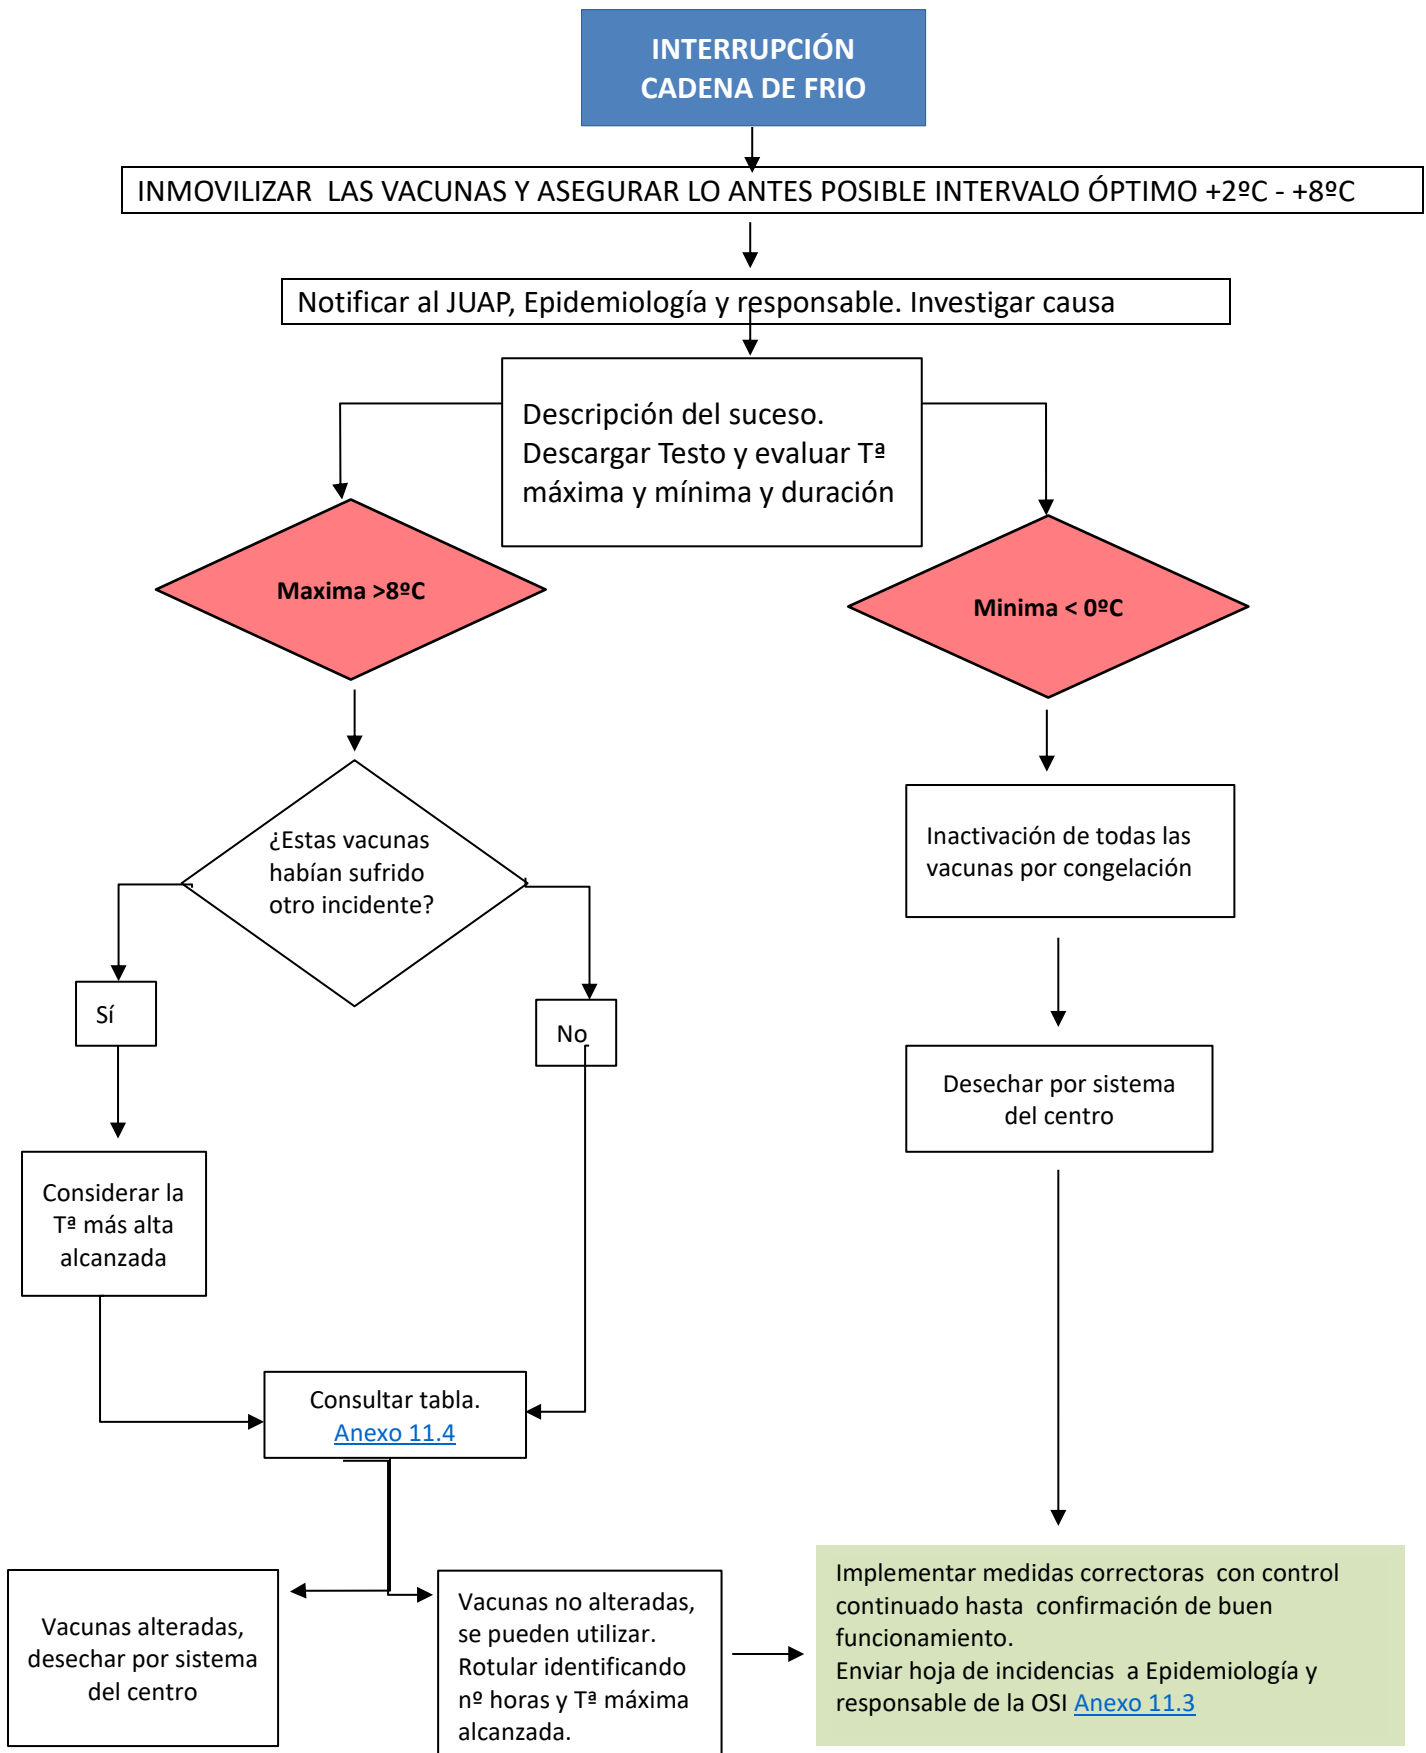 INTERRUPCIÓN
CADENA DE FRIO
INMOVILIZAR LAS VACUNAS Y ASEGURAR LO ANTES POSIBLE INTERVALO ÓPTIMO +2ºC - +8ºC
Notificar al JUAP, Epidemiología y responsable. Investigar causa
Descripción del suceso.
Descargar Testo y evaluar Tª
máxima y mínima y duración
Maxima >8ºC
Minima < 0ºC
¿Estas vacunas
habían sufrido
otro incidente?
Inactivación de todas las
vacunas por congelación
Sí
No
Desechar por sistema
del centro
Considerar la
Tª más alta
alcanzada
Consultar tabla.
Anexo 11.4
Vacunas alteradas,
desechar por sistema
del centro
Vacunas no alteradas,
se pueden utilizar.
Rotular identificando
nº horas y Tª máxima
alcanzada.
Implementar medidas correctoras con control
continuado hasta confirmación de buen
funcionamiento.
Enviar hoja de incidencias a Epidemiología y
responsable de la OSI Anexo 11.3